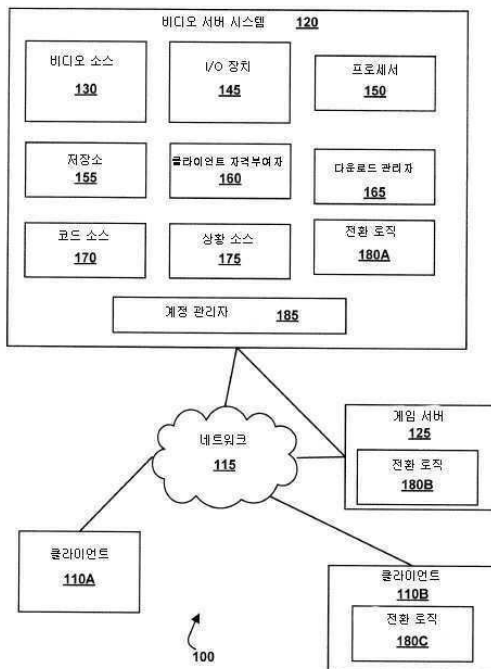 비디오 서버 시스템 120
비디오 소스
130
I/O 장치
145
프로세서
150
저장소
155
클라이언트 자격부여자
160
다운로드 관리자
165
코드 소스
170
상황 소스
175
전환 로직
180A
계정 관리자 185
네트워크
115
게임 서버
125
전환 로직
180B
클라이언트
110A
클라이언트
110B
전환 로직
180C
100